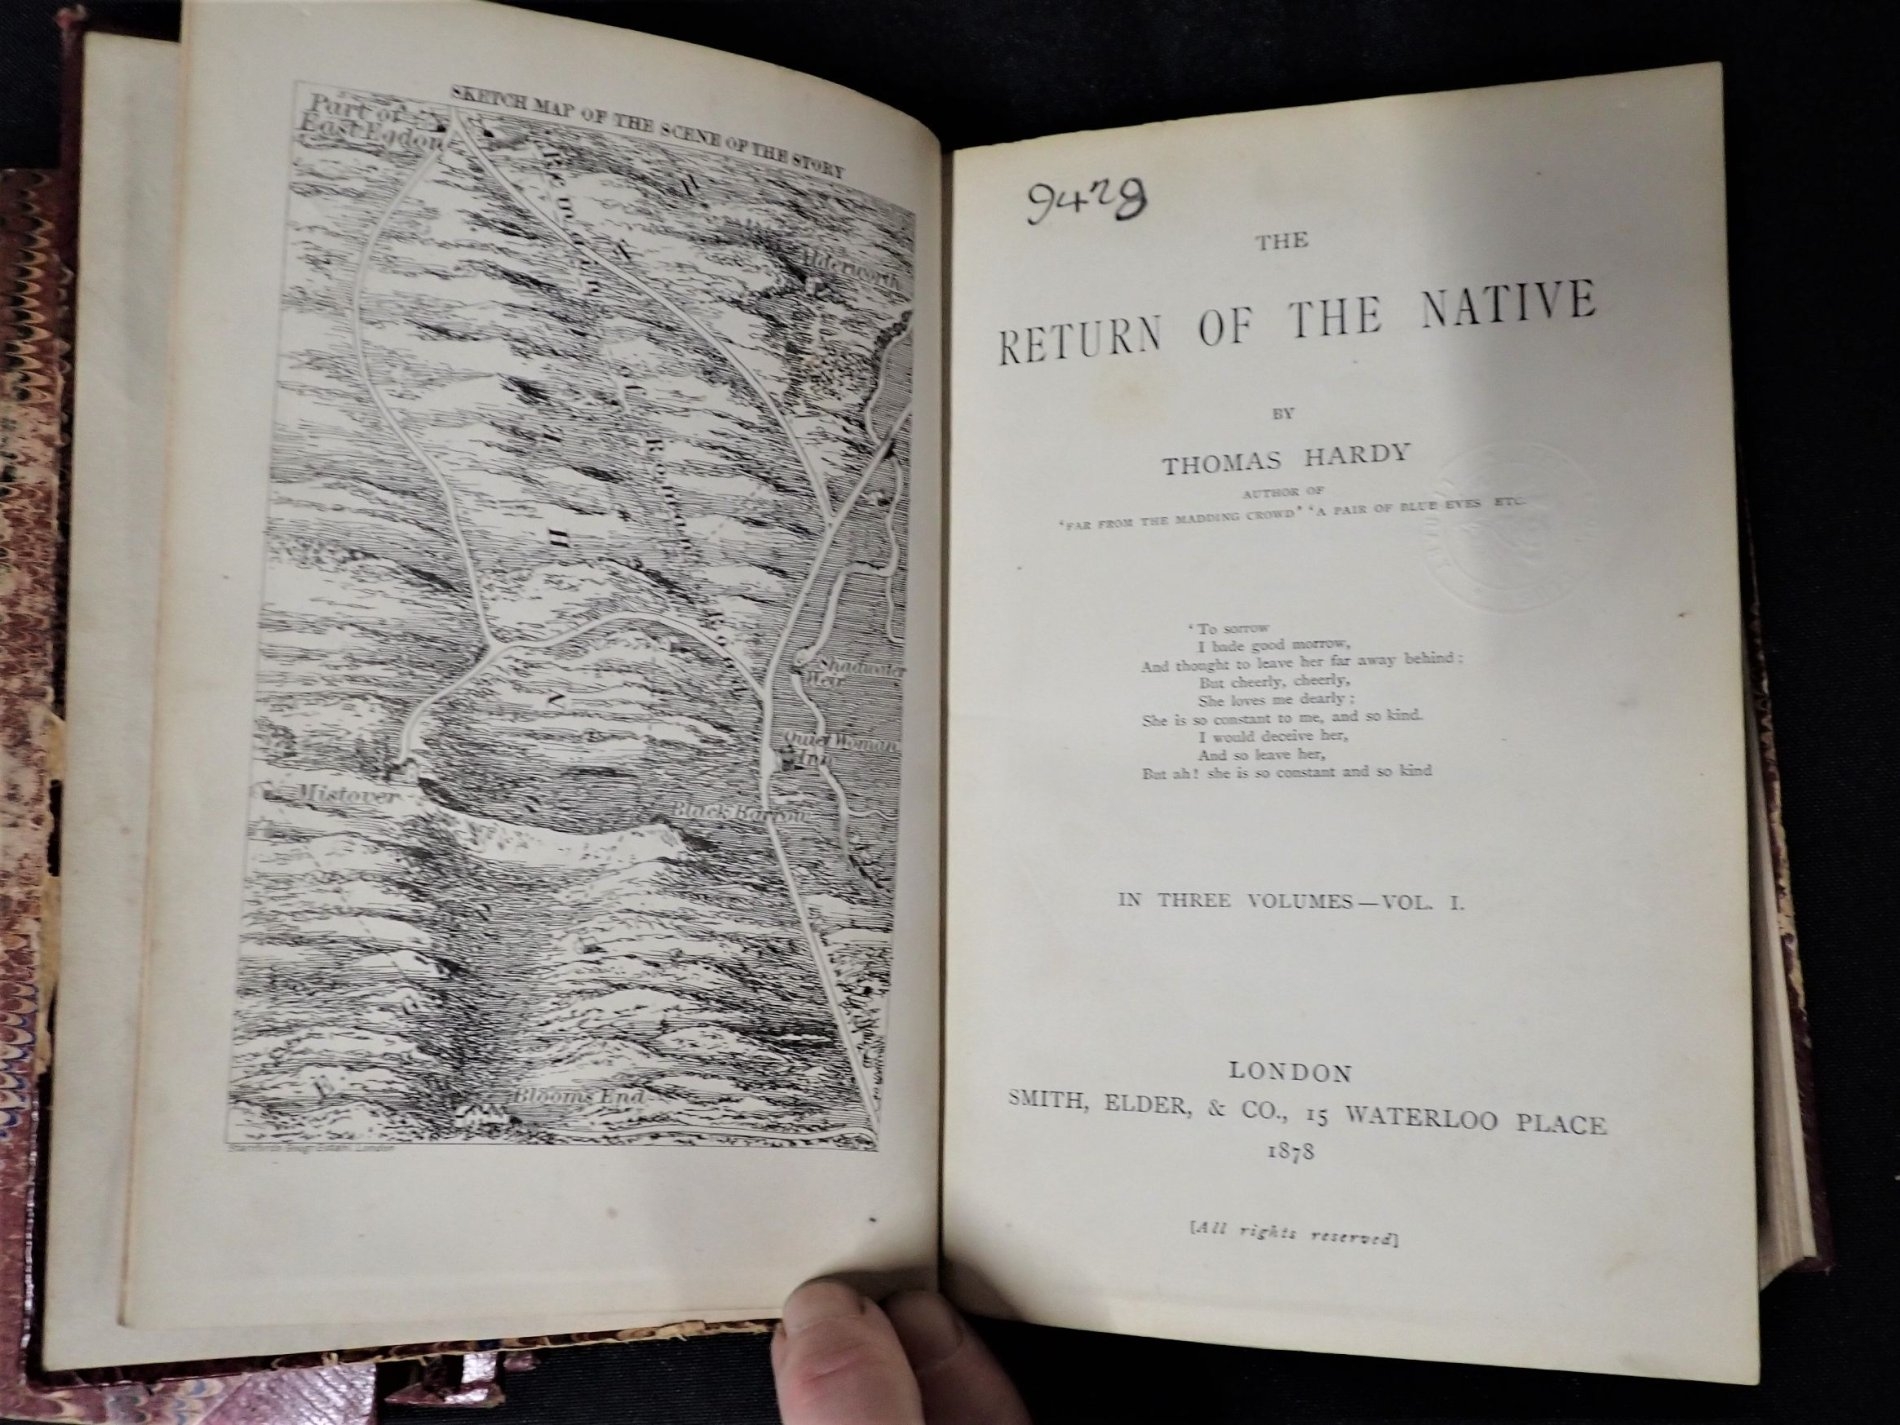 SKETCH MAP OF THE SCENE OF THE STORY
Part of
East Egdon
Alderworth
Roman Road
Shadwater
Weir
Quiet Woman
Inn
Mistover
Black Barrow
Blooms End
9428
THE
RETURN OF THE NATIVE
BY
THOMAS HARDY
AUTHOR OF
'FAR FROM THE MADDING CROWD' 'A PAIR OF BLUE EYES ETC.
'To sorrow
I bade good morrow,
And thought to leave her far away behind;
But cheerly, cheerly,
She loves me dearly;
She is so constant to me, and so kind.
I would deceive her,
And so leave her,
But ah! she is so constant and so kind
IN THREE VOLUMES—VOL. I.
LONDON
SMITH, ELDER, & CO., 15 WATERLOO PLACE
1878
[All rights reserved]